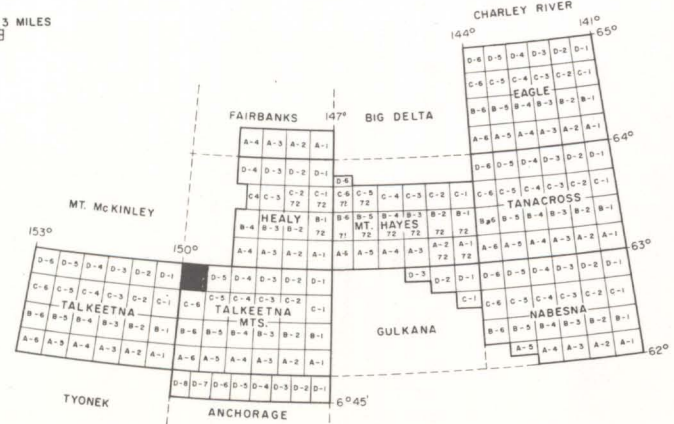 3 MILES
CHARLEY RIVER
144° 141°
65°
D-6 D-5 D-4 D-3 D-2 D-1
C-6 C-5 C-4 C-3 C-2 C-1
EAGLE
B-6 B-5 B-4 B-3 B-2 B-1
A-6 A-5 A-4 A-3 A-2 A-1
64°
FAIRBANKS 147° BIG DELTA
A-4 A-3 A-2 A-1
D-4 D-3 D-2 D-1
D-6
C4 C-3 C-2 C-1
72 72
C-6 C-5 C-4 C-3 C-2 C-1
71 72
HEALY
B-4 B-3 B-2 B-1
72
B-6 B-5 B-4 B-3 B-2 B-1
MT. HAYES
71 72 72 72 72 72
A-4 A-3 A-2 A-1
A-6 A-5 A-4 A-3 A-2 A-1
72 72
D-6 D-5 D-4 D-3 D-2 D-1
C-6 C-5 C-4 C-3 C-2 C-1
TANACROSS
B-6 B-5 B-4 B-3 B-2 B-1
A-6 A-5 A-4 A-3 A-2 A-1
63°
MT. McKINLEY
153° 150°
D-6 D-5 D-4 D-3 D-2 D-1
C-6 C-5 C-4 C-3 C-2 C-1
TALKEETNA
B-6 B-5 B-4 B-3 B-2 B-1
A-6 A-5 A-4 A-3 A-2 A-1
D-5 D-4 D-3 D-2 D-1
C-6 C-5 C-4 C-3 C-2 C-1
TALKEETNA
MTS.
B-6 B-5 B-4 B-3 B-2 B-1
A-6 A-5 A-4 A-3 A-2 A-1
D-3 D-2 D-1
C-1
GULKANA
D-6 D-5 D-4 D-3 D-2 D-1
C-6 C-5 C-4 C-3 C-2 C-1
NABESNA
B-6 B-5 B-4 B-3 B-2 B-1
A-5 A-4 A-3 A-2 A-1
62°
D-8 D-7 D-6 D-5 D-4 D-3 D-2 D-1
6°45'
TYONEK
ANCHORAGE